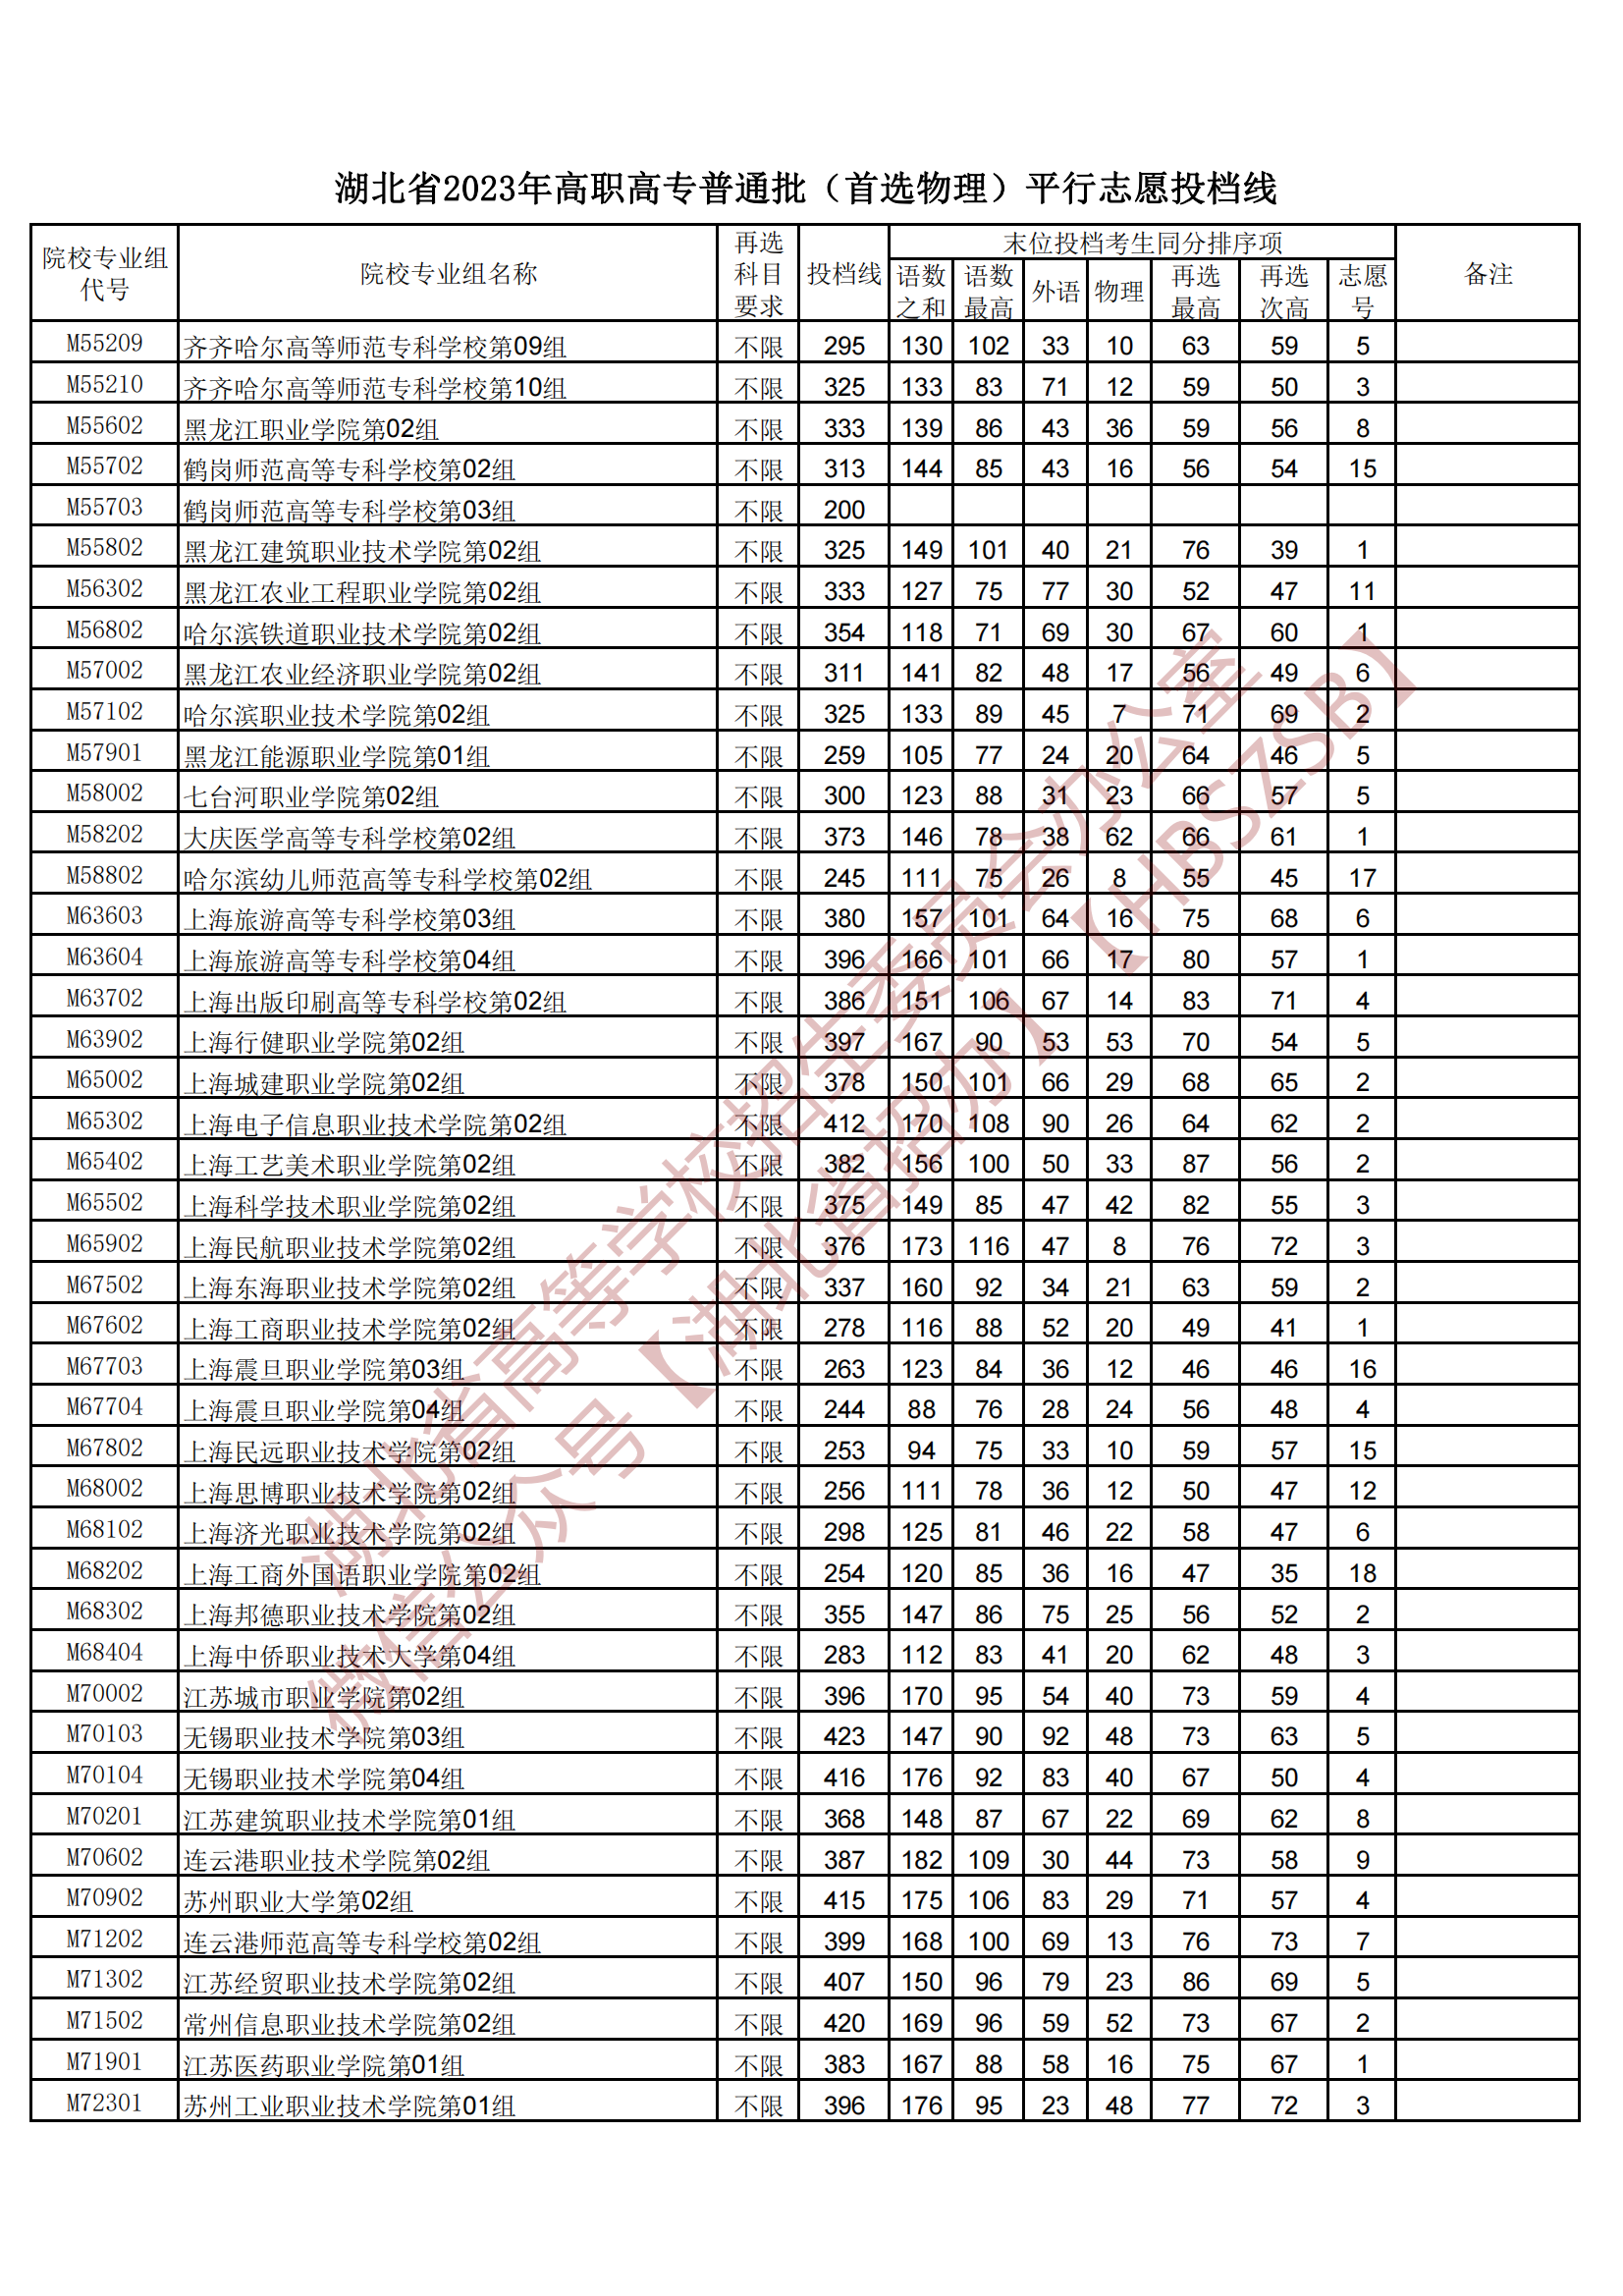 湖北省2023年高职高专普通批（首选物理）平行志愿投档线
院校专业组代号 院校专业组名称 再选科目要求 投档线 末位投档考生同分排序项 备注
语数之和 语数最高 外语 物理 再选最高 再选次高 志愿号
M55209 齐齐哈尔高等师范专科学校第09组 不限 295 130 102 33 10 63 59 5
M55210 齐齐哈尔高等师范专科学校第10组 不限 325 133 83 71 12 59 50 3
M55602 黑龙江职业学院第02组 不限 333 139 86 43 36 59 56 8
M55702 鹤岗师范高等专科学校第02组 不限 313 144 85 43 16 56 54 15
M55703 鹤岗师范高等专科学校第03组 不限 200
M55802 黑龙江建筑职业技术学院第02组 不限 325 149 101 40 21 76 39 1
M56302 黑龙江农业工程职业学院第02组 不限 333 127 75 77 30 52 47 11
M56802 哈尔滨铁道职业技术学院第02组 不限 354 118 71 69 30 67 60 1
M57002 黑龙江农业经济职业学院第02组 不限 311 141 82 48 17 56 49 6
M57102 哈尔滨职业技术学院第02组 不限 325 133 89 45 7 71 69 2
M57901 黑龙江能源职业学院第01组 不限 259 105 77 24 20 64 46 5
M58002 七台河职业学院第02组 不限 300 123 88 31 23 66 57 5
M58202 大庆医学高等专科学校第02组 不限 373 146 78 38 62 66 61 1
M58802 哈尔滨幼儿师范高等专科学校第02组 不限 245 111 75 26 8 55 45 17
M63603 上海旅游高等专科学校第03组 不限 380 157 101 64 16 75 68 6
M63604 上海旅游高等专科学校第04组 不限 396 166 101 66 17 80 57 1
M63702 上海出版印刷高等专科学校第02组 不限 386 151 106 67 14 83 71 4
M63902 上海行健职业学院第02组 不限 397 167 90 53 53 70 54 5
M65002 上海城建职业学院第02组 不限 378 150 101 66 29 68 65 2
M65302 上海电子信息职业技术学院第02组 不限 412 170 108 90 26 64 62 2
M65402 上海工艺美术职业学院第02组 不限 382 156 100 50 33 87 56 2
M65502 上海科学技术职业学院第02组 不限 375 149 85 47 42 82 55 3
M65902 上海民航职业技术学院第02组 不限 376 173 116 47 8 76 72 3
M67502 上海东海职业技术学院第02组 不限 337 160 92 34 21 63 59 2
M67602 上海工商职业技术学院第02组 不限 278 116 88 52 20 49 41 1
M67703 上海震旦职业学院第03组 不限 263 123 84 36 12 46 46 16
M67704 上海震旦职业学院第04组 不限 244 88 76 28 24 56 48 4
M67802 上海民远职业技术学院第02组 不限 253 94 75 33 10 59 57 15
M68002 上海思博职业技术学院第02组 不限 256 111 78 36 12 50 47 12
M68102 上海济光职业技术学院第02组 不限 298 125 81 46 22 58 47 6
M68202 上海工商外国语职业学院第02组 不限 254 120 85 36 16 47 35 18
M68302 上海邦德职业技术学院第02组 不限 355 147 86 75 25 56 52 2
M68404 上海中侨职业技术大学第04组 不限 283 112 83 41 20 62 48 3
M70002 江苏城市职业学院第02组 不限 396 170 95 54 40 73 59 4
M70103 无锡职业技术学院第03组 不限 423 147 90 92 48 73 63 5
M70104 无锡职业技术学院第04组 不限 416 176 92 83 40 67 50 4
M70201 江苏建筑职业技术学院第01组 不限 368 148 87 67 22 69 62 8
M70602 连云港职业技术学院第02组 不限 387 182 109 30 44 73 58 9
M70902 苏州职业大学第02组 不限 415 175 106 83 29 71 57 4
M71202 连云港师范高等专科学校第02组 不限 399 168 100 69 13 76 73 7
M71302 江苏经贸职业技术学院第02组 不限 407 150 96 79 23 86 69 5
M71502 常州信息职业技术学院第02组 不限 420 169 96 59 52 73 67 2
M71901 江苏医药职业学院第01组 不限 383 167 88 58 16 75 67 1
M72301 苏州工业职业技术学院第01组 不限 396 176 95 23 48 77 72 3
湖北省高等学校招生委员会办公室
微信公众号【湖北省招办】【HBSZSB】